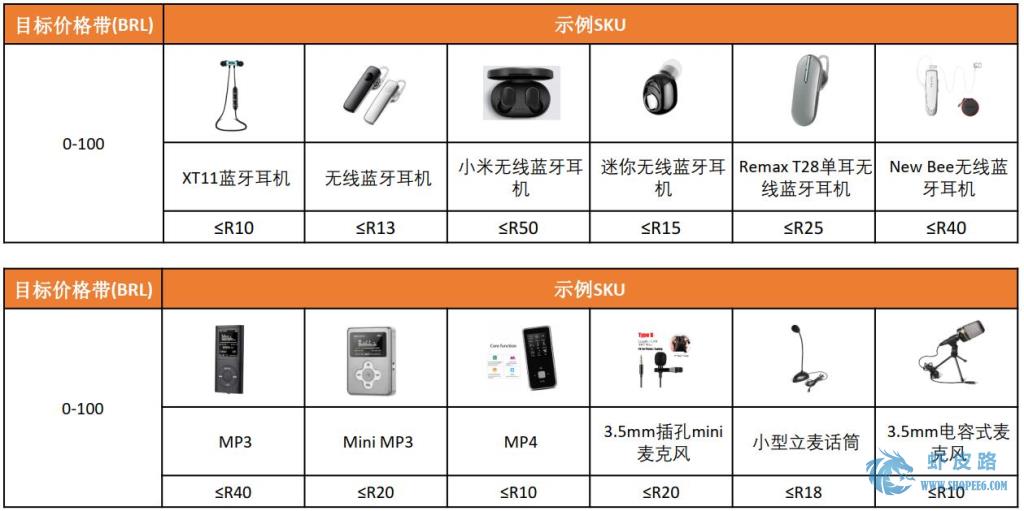 目标价格带(BRL)
示例SKU
0-100
XT11蓝牙耳机
无线蓝牙耳机
小米无线蓝牙耳
机
迷你无线蓝牙耳
机
Remax T28单耳无
线蓝牙耳机
New Bee无线蓝
牙耳机
≤R10
≤R13
≤R50
≤R15
≤R25
≤R40
目标价格带(BRL)
示例SKU
0-100
Core function
Type B
MP3
Mini MP3
MP4
3.5mm插孔mini
麦克风
小型立麦话筒
3.5mm电容式麦
克风
≤R40
≤R20
≤R10
≤R20
≤R18
≤R10
虾皮路
WWW.SHOPEE6.COM